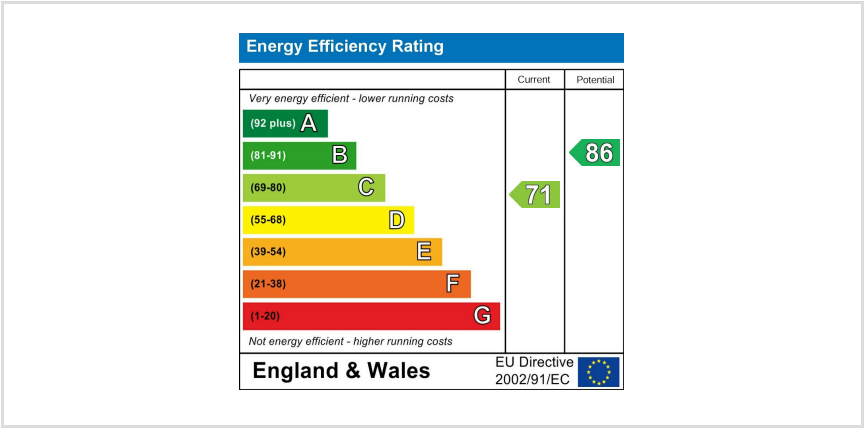 Energy Efficiency Rating
Current Potential
Very energy efficient - lower running costs
(92 plus) A
(81-91) B
86
(69-80) C
71
(55-68) D
(39-54) E
(21-38) F
(1-20) G
Not energy efficient - higher running costs
England & Wales
EU Directive
2002/91/EC